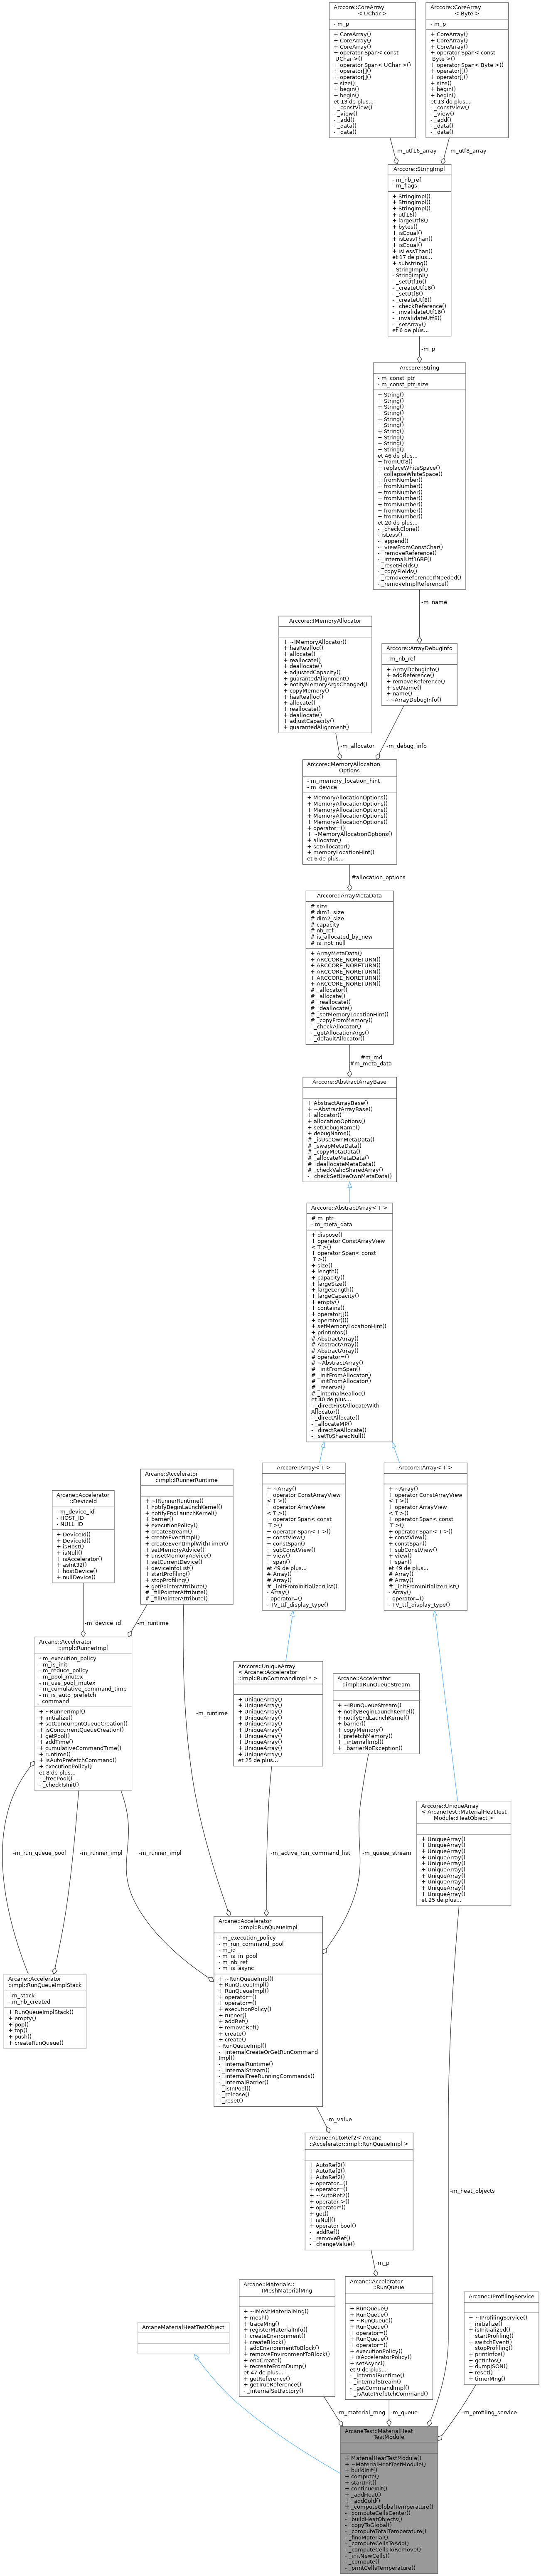 Arccore::CoreArray
< UChar >
- m_p
+ CoreArray()
+ CoreArray()
+ CoreArray()
+ operator Span< const
UChar >()
+ operator Span< UChar >()
+ operator[]()
+ operator[]()
+ size()
+ begin()
+ begin()
et 13 de plus...
- _constView()
- _view()
- _add()
- _data()
- _data()
Arccore::CoreArray
< Byte >
- m_p
+ CoreArray()
+ CoreArray()
+ CoreArray()
+ operator Span< const
Byte >()
+ operator Span< Byte >()
+ operator[]()
+ operator[]()
+ size()
+ begin()
+ begin()
et 13 de plus...
- _constView()
- _view()
- _add()
- _data()
- _data()
-m_utf16_array
-m_utf8_array
Arccore::StringImpl
- m_nb_ref
- m_flags
+ StringImpl()
+ StringImpl()
+ StringImpl()
+ utf16()
+ largeUtf8()
+ bytes()
+ isEqual()
+ isLessThan()
+ isEqual()
+ isLessThan()
et 17 de plus...
+ substring()
- StringImpl()
- StringImpl()
- _setUtf16()
- _createUtf16()
- _setUtf8()
- _createUtf8()
- _checkReference()
- _invalidateUtf16()
- _invalidateUtf8()
- _setArray()
et 6 de plus...
-m_p
Arccore::String
- m_const_ptr
- m_const_ptr_size
+ String()
+ String()
+ String()
+ String()
+ String()
+ String()
+ String()
+ String()
+ String()
+ String()
et 46 de plus...
+ fromUtf8()
+ replaceWhiteSpace()
+ collapseWhiteSpace()
+ fromNumber()
+ fromNumber()
+ fromNumber()
+ fromNumber()
+ fromNumber()
+ fromNumber()
+ fromNumber()
et 20 de plus...
- _checkClone()
- isLess()
- _append()
- _viewFromConstChar()
- _removeReference()
- _internalUtf16BE()
- _resetFields()
- _copyFields()
- _removeReferenceIfNeeded()
- _removeImplReference()
-m_name
Arccore::IMemoryAllocator
+ ~IMemoryAllocator()
+ hasRealloc()
+ allocate()
+ reallocate()
+ deallocate()
+ adjustedCapacity()
+ guarantedAlignment()
+ notifyMemoryArgsChanged()
+ copyMemory()
+ hasRealloc()
+ allocate()
+ reallocate()
+ deallocate()
+ adjustCapacity()
+ guarantedAlignment()
Arccore::ArrayDebugInfo
- m_nb_ref
+ ArrayDebugInfo()
+ addReference()
+ removeReference()
+ setName()
+ name()
- ~ArrayDebugInfo()
-m_allocator
-m_debug_info
Arccore::MemoryAllocation
Options
- m_memory_location_hint
- m_device
+ MemoryAllocationOptions()
+ MemoryAllocationOptions()
+ MemoryAllocationOptions()
+ MemoryAllocationOptions()
+ MemoryAllocationOptions()
+ operator=()
+ ~MemoryAllocationOptions()
+ allocator()
+ setAllocator()
+ memoryLocationHint()
et 6 de plus...
#allocation_options
Arccore::ArrayMetaData
# size
# dim1_size
# dim2_size
# capacity
# nb_ref
# is_allocated_by_new
# is_not_null
+ ArrayMetaData()
+ ARCCORE_NORETURN()
+ ARCCORE_NORETURN()
+ ARCCORE_NORETURN()
+ ARCCORE_NORETURN()
+ ARCCORE_NORETURN()
# _allocator()
# _allocate()
# _reallocate()
# _deallocate()
# _setMemoryLocationHint()
# _copyFromMemory()
- _checkAllocator()
- _getAllocationArgs()
- _defaultAllocator()
#m_md
#m_meta_data
Arccore::AbstractArrayBase
+ AbstractArrayBase()
+ ~AbstractArrayBase()
+ allocator()
+ allocationOptions()
+ setDebugName()
+ debugName()
# _isUseOwnMetaData()
# _swapMetaData()
# _copyMetaData()
# _allocateMetaData()
# _deallocateMetaData()
# _checkValidSharedArray()
- _checkSetUseOwnMetaData()
Arccore::AbstractArray< T >
# m_ptr
- m_meta_data
+ dispose()
+ operator ConstArrayView
< T >()
+ operator Span< const
T >()
+ size()
+ length()
+ capacity()
+ largeSize()
+ largeLength()
+ largeCapacity()
+ empty()
+ contains()
+ operator[]()
+ operator()()
+ setMemoryLocationHint()
+ printInfos()
# AbstractArray()
# AbstractArray()
# AbstractArray()
# operator=()
# ~AbstractArray()
# _initFromSpan()
# _initFromAllocator()
# _initFromAllocator()
# _reserve()
# _internalRealloc()
et 40 de plus...
- _directFirstAllocateWith
Allocator()
- _directAllocate()
- _allocateMP()
- _directReAllocate()
- _setToSharedNull()
Arccore::Array< T >
+ ~Array()
+ operator ConstArrayView
< T >()
+ operator ArrayView
< T >()
+ operator Span< const
T >()
+ operator Span< T >()
+ constView()
+ constSpan()
+ subConstView()
+ view()
+ span()
et 49 de plus...
# Array()
# Array()
# _initFromInitializerList()
- Array()
- operator=()
- TV_ttf_display_type()
Arccore::Array< T >
+ ~Array()
+ operator ConstArrayView
< T >()
+ operator ArrayView
< T >()
+ operator Span< const
T >()
+ operator Span< T >()
+ constView()
+ constSpan()
+ subConstView()
+ view()
+ span()
et 49 de plus...
# Array()
# Array()
# _initFromInitializerList()
- Array()
- operator=()
- TV_ttf_display_type()
Arcane::Accelerator
::impl::IRunnerRuntime
+ ~IRunnerRuntime()
+ notifyBeginLaunchKernel()
+ notifyEndLaunchKernel()
+ barrier()
+ executionPolicy()
+ createStream()
+ createEventImpl()
+ createEventImplWithTimer()
+ setMemoryAdvice()
+ unsetMemoryAdvice()
+ setCurrentDevice()
+ deviceInfoList()
+ startProfiling()
+ stopProfiling()
+ getPointerAttribute()
# _fillPointerAttribute()
# _fillPointerAttribute()
Arcane::Accelerator
::DeviceId
- m_device_id
- HOST_ID
- NULL_ID
+ DeviceId()
+ DeviceId()
+ isHost()
+ isNull()
+ isAccelerator()
+ asInt32()
+ hostDevice()
+ nullDevice()
-m_device_id
-m_runtime
Arcane::Accelerator
::impl::RunnerImpl
- m_execution_policy
- m_is_init
- m_reduce_policy
- m_pool_mutex
- m_use_pool_mutex
- m_cumulative_command_time
- m_is_auto_prefetch
_command
+ ~RunnerImpl()
+ initialize()
+ setConcurrentQueueCreation()
+ isConcurrentQueueCreation()
+ getPool()
+ addTime()
+ cumulativeCommandTime()
+ runtime()
+ isAutoPrefetchCommand()
+ executionPolicy()
et 8 de plus...
- _freePool()
- _checkIsInit()
Arccore::UniqueArray
< Arcane::Accelerator
::impl::RunCommandImpl * >
+ UniqueArray()
+ UniqueArray()
+ UniqueArray()
+ UniqueArray()
+ UniqueArray()
+ UniqueArray()
+ UniqueArray()
+ UniqueArray()
+ UniqueArray()
+ UniqueArray()
et 25 de plus...
Arcane::Accelerator
::impl::IRunQueueStream
+ ~IRunQueueStream()
+ notifyBeginLaunchKernel()
+ notifyEndLaunchKernel()
+ barrier()
+ copyMemory()
+ prefetchMemory()
+ _internalImpl()
+ _barrierNoException()
-m_runtime
Arccore::UniqueArray
< ArcaneTest::MaterialHeatTest
Module::HeatObject >
+ UniqueArray()
+ UniqueArray()
+ UniqueArray()
+ UniqueArray()
+ UniqueArray()
+ UniqueArray()
+ UniqueArray()
+ UniqueArray()
+ UniqueArray()
+ UniqueArray()
et 25 de plus...
-m_run_queue_pool
-m_runner_impl
-m_runner_impl
-m_active_run_command_list
-m_queue_stream
Arcane::Accelerator
::impl::RunQueueImplStack
- m_stack
- m_nb_created
+ RunQueueImplStack()
+ empty()
+ pop()
+ top()
+ push()
+ createRunQueue()
Arcane::Accelerator
::impl::RunQueueImpl
- m_execution_policy
- m_run_command_pool
- m_id
- m_is_in_pool
- m_nb_ref
- m_is_async
+ ~RunQueueImpl()
+ RunQueueImpl()
+ RunQueueImpl()
+ operator=()
+ operator=()
+ executionPolicy()
+ runner()
+ addRef()
+ removeRef()
+ create()
+ create()
- RunQueueImpl()
- _internalCreateOrGetRunCommand
Impl()
- _internalRuntime()
- _internalStream()
- _internalFreeRunningCommands()
- _internalBarrier()
- _isInPool()
- _release()
- _reset()
-m_value
Arcane::AutoRef2< Arcane
::Accelerator::impl::RunQueueImpl >
+ AutoRef2()
+ AutoRef2()
+ AutoRef2()
+ operator=()
+ operator=()
+ ~AutoRef2()
+ operator->()
+ operator*()
+ get()
+ isNull()
+ operator bool()
- _addRef()
- _removeRef()
- _changeValue()
-m_heat_objects
-m_p
ArcaneMaterialHeatTestObject
Arcane::Materials::
IMeshMaterialMng
+ ~IMeshMaterialMng()
+ mesh()
+ traceMng()
+ registerMaterialInfo()
+ createEnvironment()
+ createBlock()
+ addEnvironmentToBlock()
+ removeEnvironmentToBlock()
+ endCreate()
+ recreateFromDump()
et 47 de plus...
+ getReference()
+ getTrueReference()
- _internalSetFactory()
Arcane::Accelerator
::RunQueue
+ RunQueue()
+ RunQueue()
+ ~RunQueue()
+ RunQueue()
+ operator=()
+ RunQueue()
+ operator=()
+ executionPolicy()
+ isAcceleratorPolicy()
+ setAsync()
et 9 de plus...
- _internalRuntime()
- _internalStream()
- _getCommandImpl()
- _isAutoPrefetchCommand()
Arcane::IProfilingService
+ ~IProfilingService()
+ initialize()
+ isInitialized()
+ startProfiling()
+ switchEvent()
+ stopProfiling()
+ printInfos()
+ getInfos()
+ dumpJSON()
+ reset()
+ timerMng()
-m_material_mng
-m_queue
-m_profiling_service
ArcaneTest::MaterialHeat
TestModule
+ MaterialHeatTestModule()
+ ~MaterialHeatTestModule()
+ buildInit()
+ compute()
+ startInit()
+ continueInit()
+ _addHeat()
+ _addCold()
+ _computeGlobalTemperature()
- _computeCellsCenter()
- _buildHeatObjects()
- _copyToGlobal()
- _computeTotalTemperature()
- _findMaterial()
- _computeCellsToAdd()
- _computeCellsToRemove()
- _initNewCells()
- _compute()
- _printCellsTemperature()